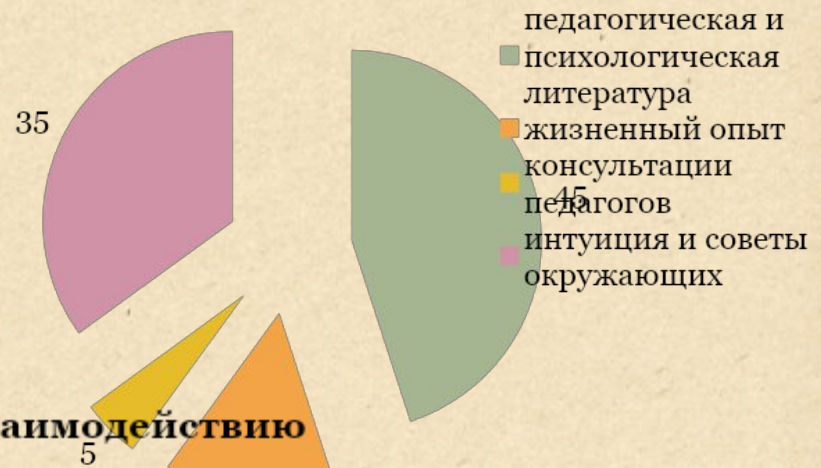 педагогическая и
психологическая
литература
жизненный опыт
консультации
педагогов
интуиция и советы
окружающих
35
45
аимодействию
5